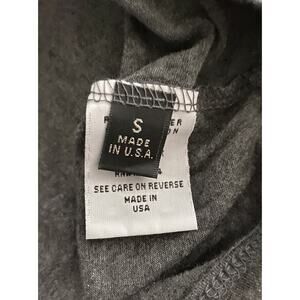 S
MADE
IN U.S.A.
SEE CARE ON REVERSE
MADE IN
USA